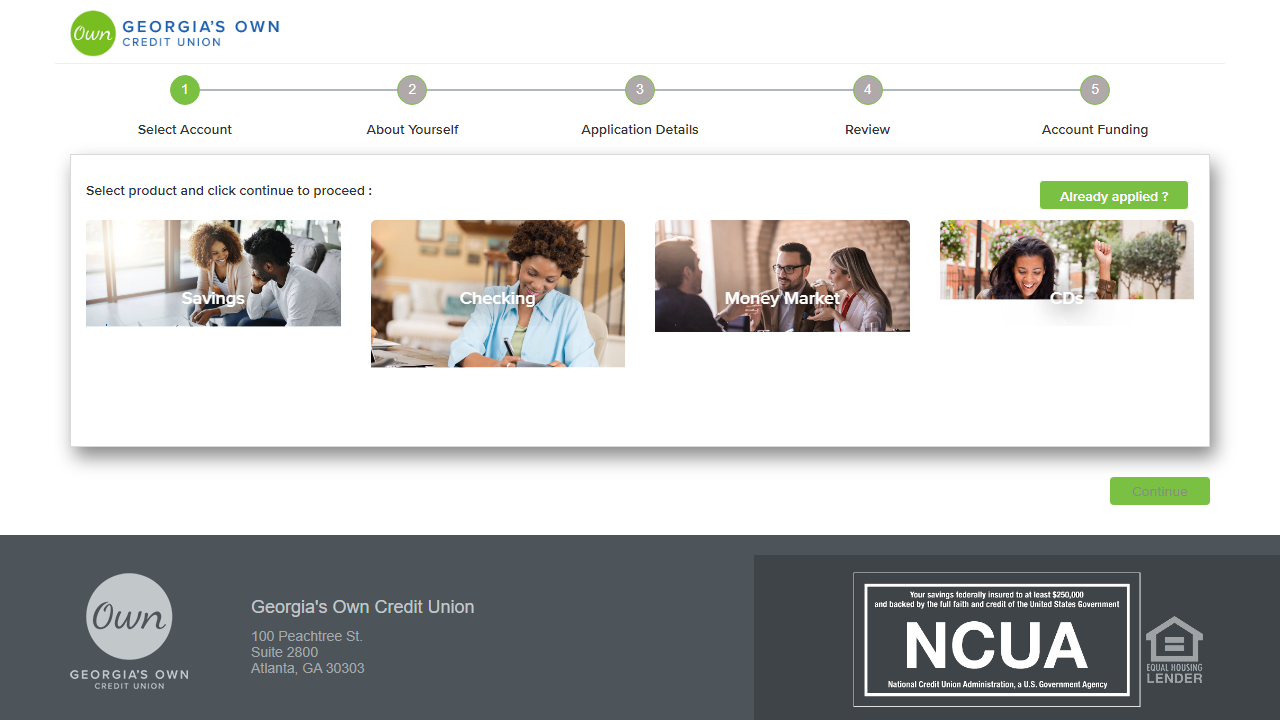 Own
GEORGIA'S OWN
CREDIT UNION
1
2
3
4
5
Select Account
About Yourself
Application Details
Review
Account Funding
Select product and click continue to proceed :
Already applied ?
Savings
Checking
Money Market
CDs
Continue
Own
GEORGIA'S OWN
CREDIT UNION
Georgia's Own Credit Union
100 Peachtree St.
Suite 2800
Atlanta, GA 30303
Your savings federally insured to at least $250,000
and backed by the full faith and credit of the United States Government
NCUA
National Credit Union Administration, a U.S. Government Agency
EQUAL HOUSING
LENDER